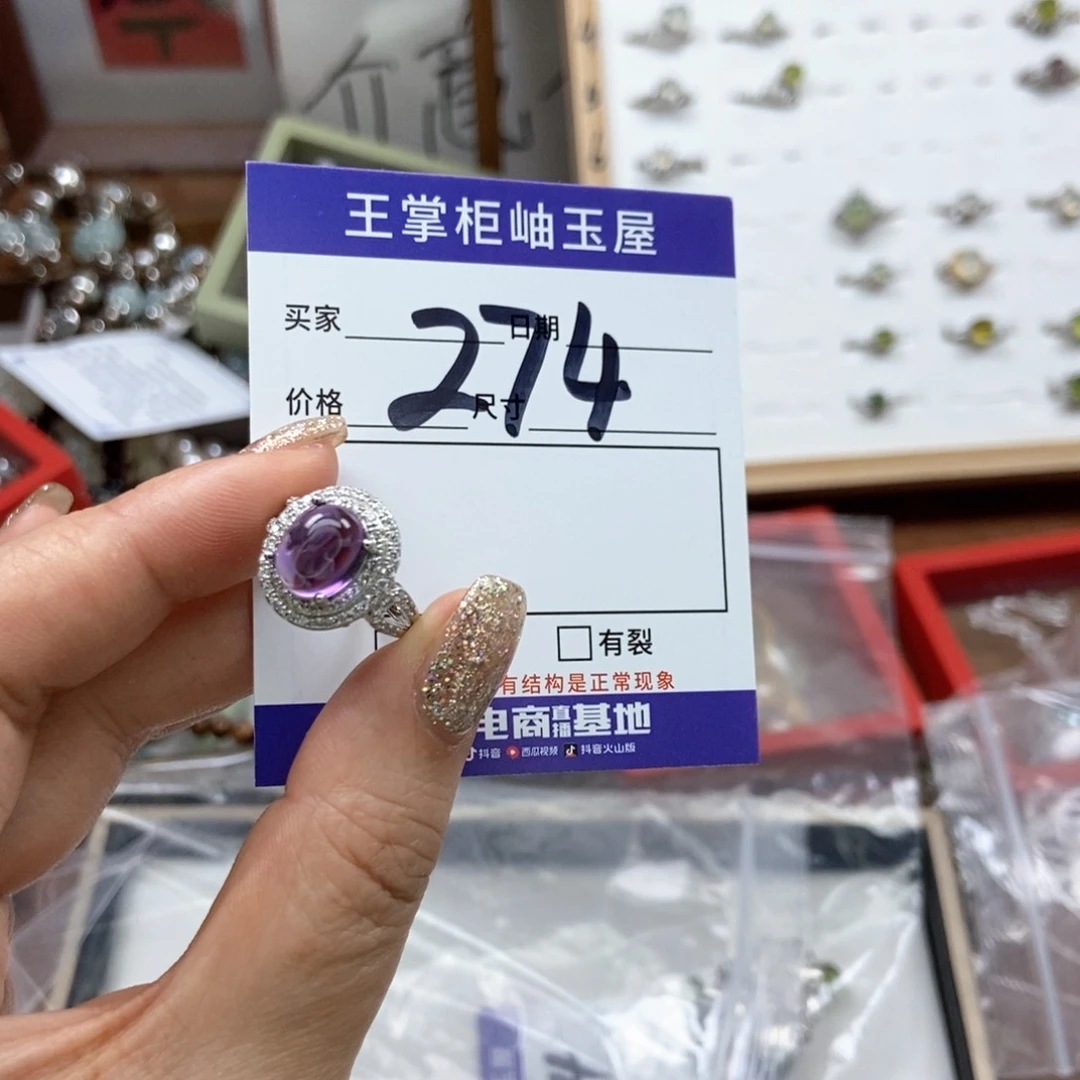 王掌柜岫玉屋
买家 日期
274
价格 尺寸
有裂
有结构是正常现象
电商直播基地
抖音 西瓜视频 抖音火山版